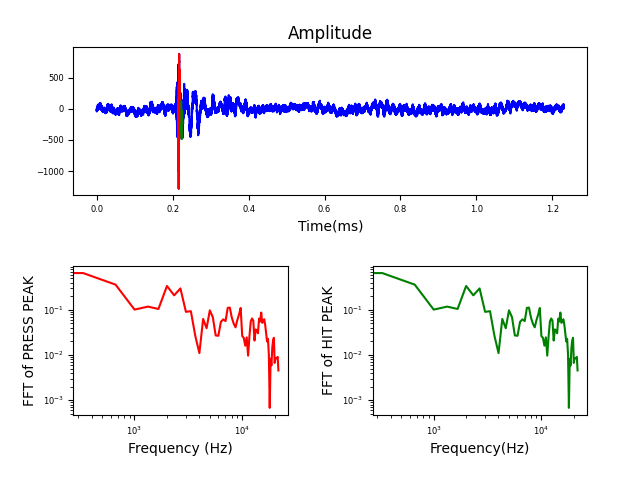 Amplitude
500
0
−500
−1000
0.0 0.2 0.4 0.6 0.8 1.0 1.2
Time(ms)
FFT of PRESS PEAK
10⁻¹
10⁻²
10⁻³
10³ 10⁴
Frequency (Hz)
FFT of HIT PEAK
10⁻¹
10⁻²
10⁻³
10³ 10⁴
Frequency(Hz)